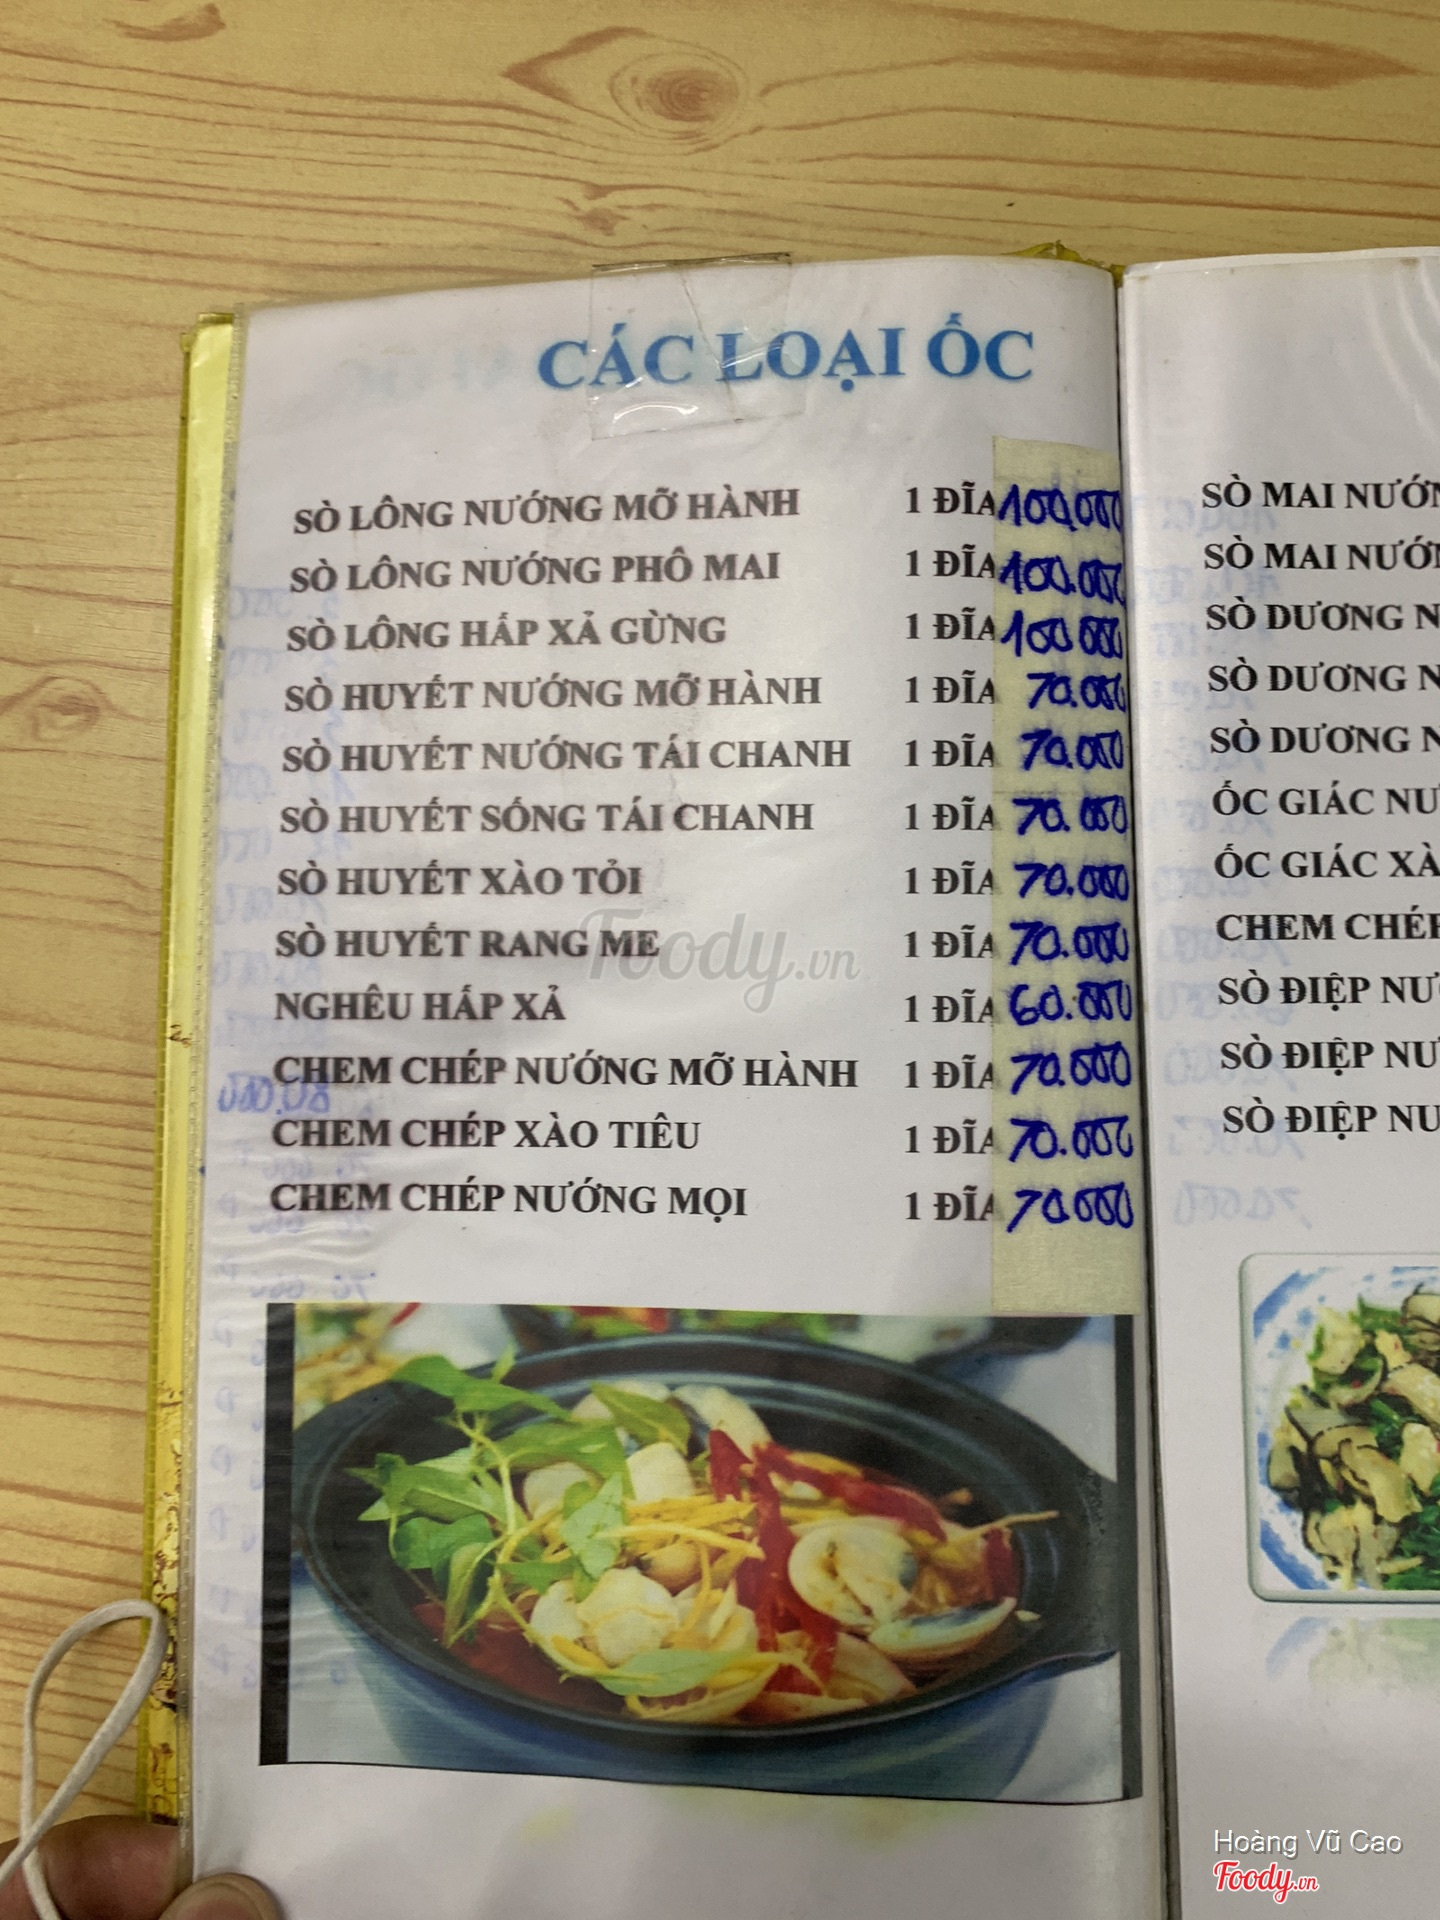 CÁC LOẠI ỐC
SÒ LÔNG NƯỚNG MỠ HÀNH 1 ĐĨA 100.000
SÒ LÔNG NƯỚNG PHÔ MAI 1 ĐĨA 100.000
SÒ LÔNG HẤP XẢ GỪNG 1 ĐĨA 100.000
SÒ HUYẾT NƯỚNG MỠ HÀNH 1 ĐĨA 70.000
SÒ HUYẾT NƯỚNG TÁI CHANH 1 ĐĨA 70.000
SÒ HUYẾT SỐNG TÁI CHANH 1 ĐĨA 70.000
SÒ HUYẾT XÀO TỎI 1 ĐĨA 70.000
SÒ HUYẾT RANG ME 1 ĐĨA 70.000
NGHÊU HẤP XẢ 1 ĐĨA 60.000
CHEM CHÉP NƯỚNG MỠ HÀNH 1 ĐĨA 70.000
CHEM CHÉP XÀO TIÊU 1 ĐĨA 70.000
CHEM CHÉP NƯỚNG MỌI 1 ĐĨA 70.000
SÒ MAI
SÒ MAI
SÒ DƯƠNG
SÒ DƯƠNG
SÒ DƯƠNG
ỐC GIÁC
ỐC GIÁC
CHEM
SÒ ĐIỆP
SÒ ĐIỆP
SÒ ĐIỆP
Foody.vn
Hoàng Vũ Cao
Foody.vn